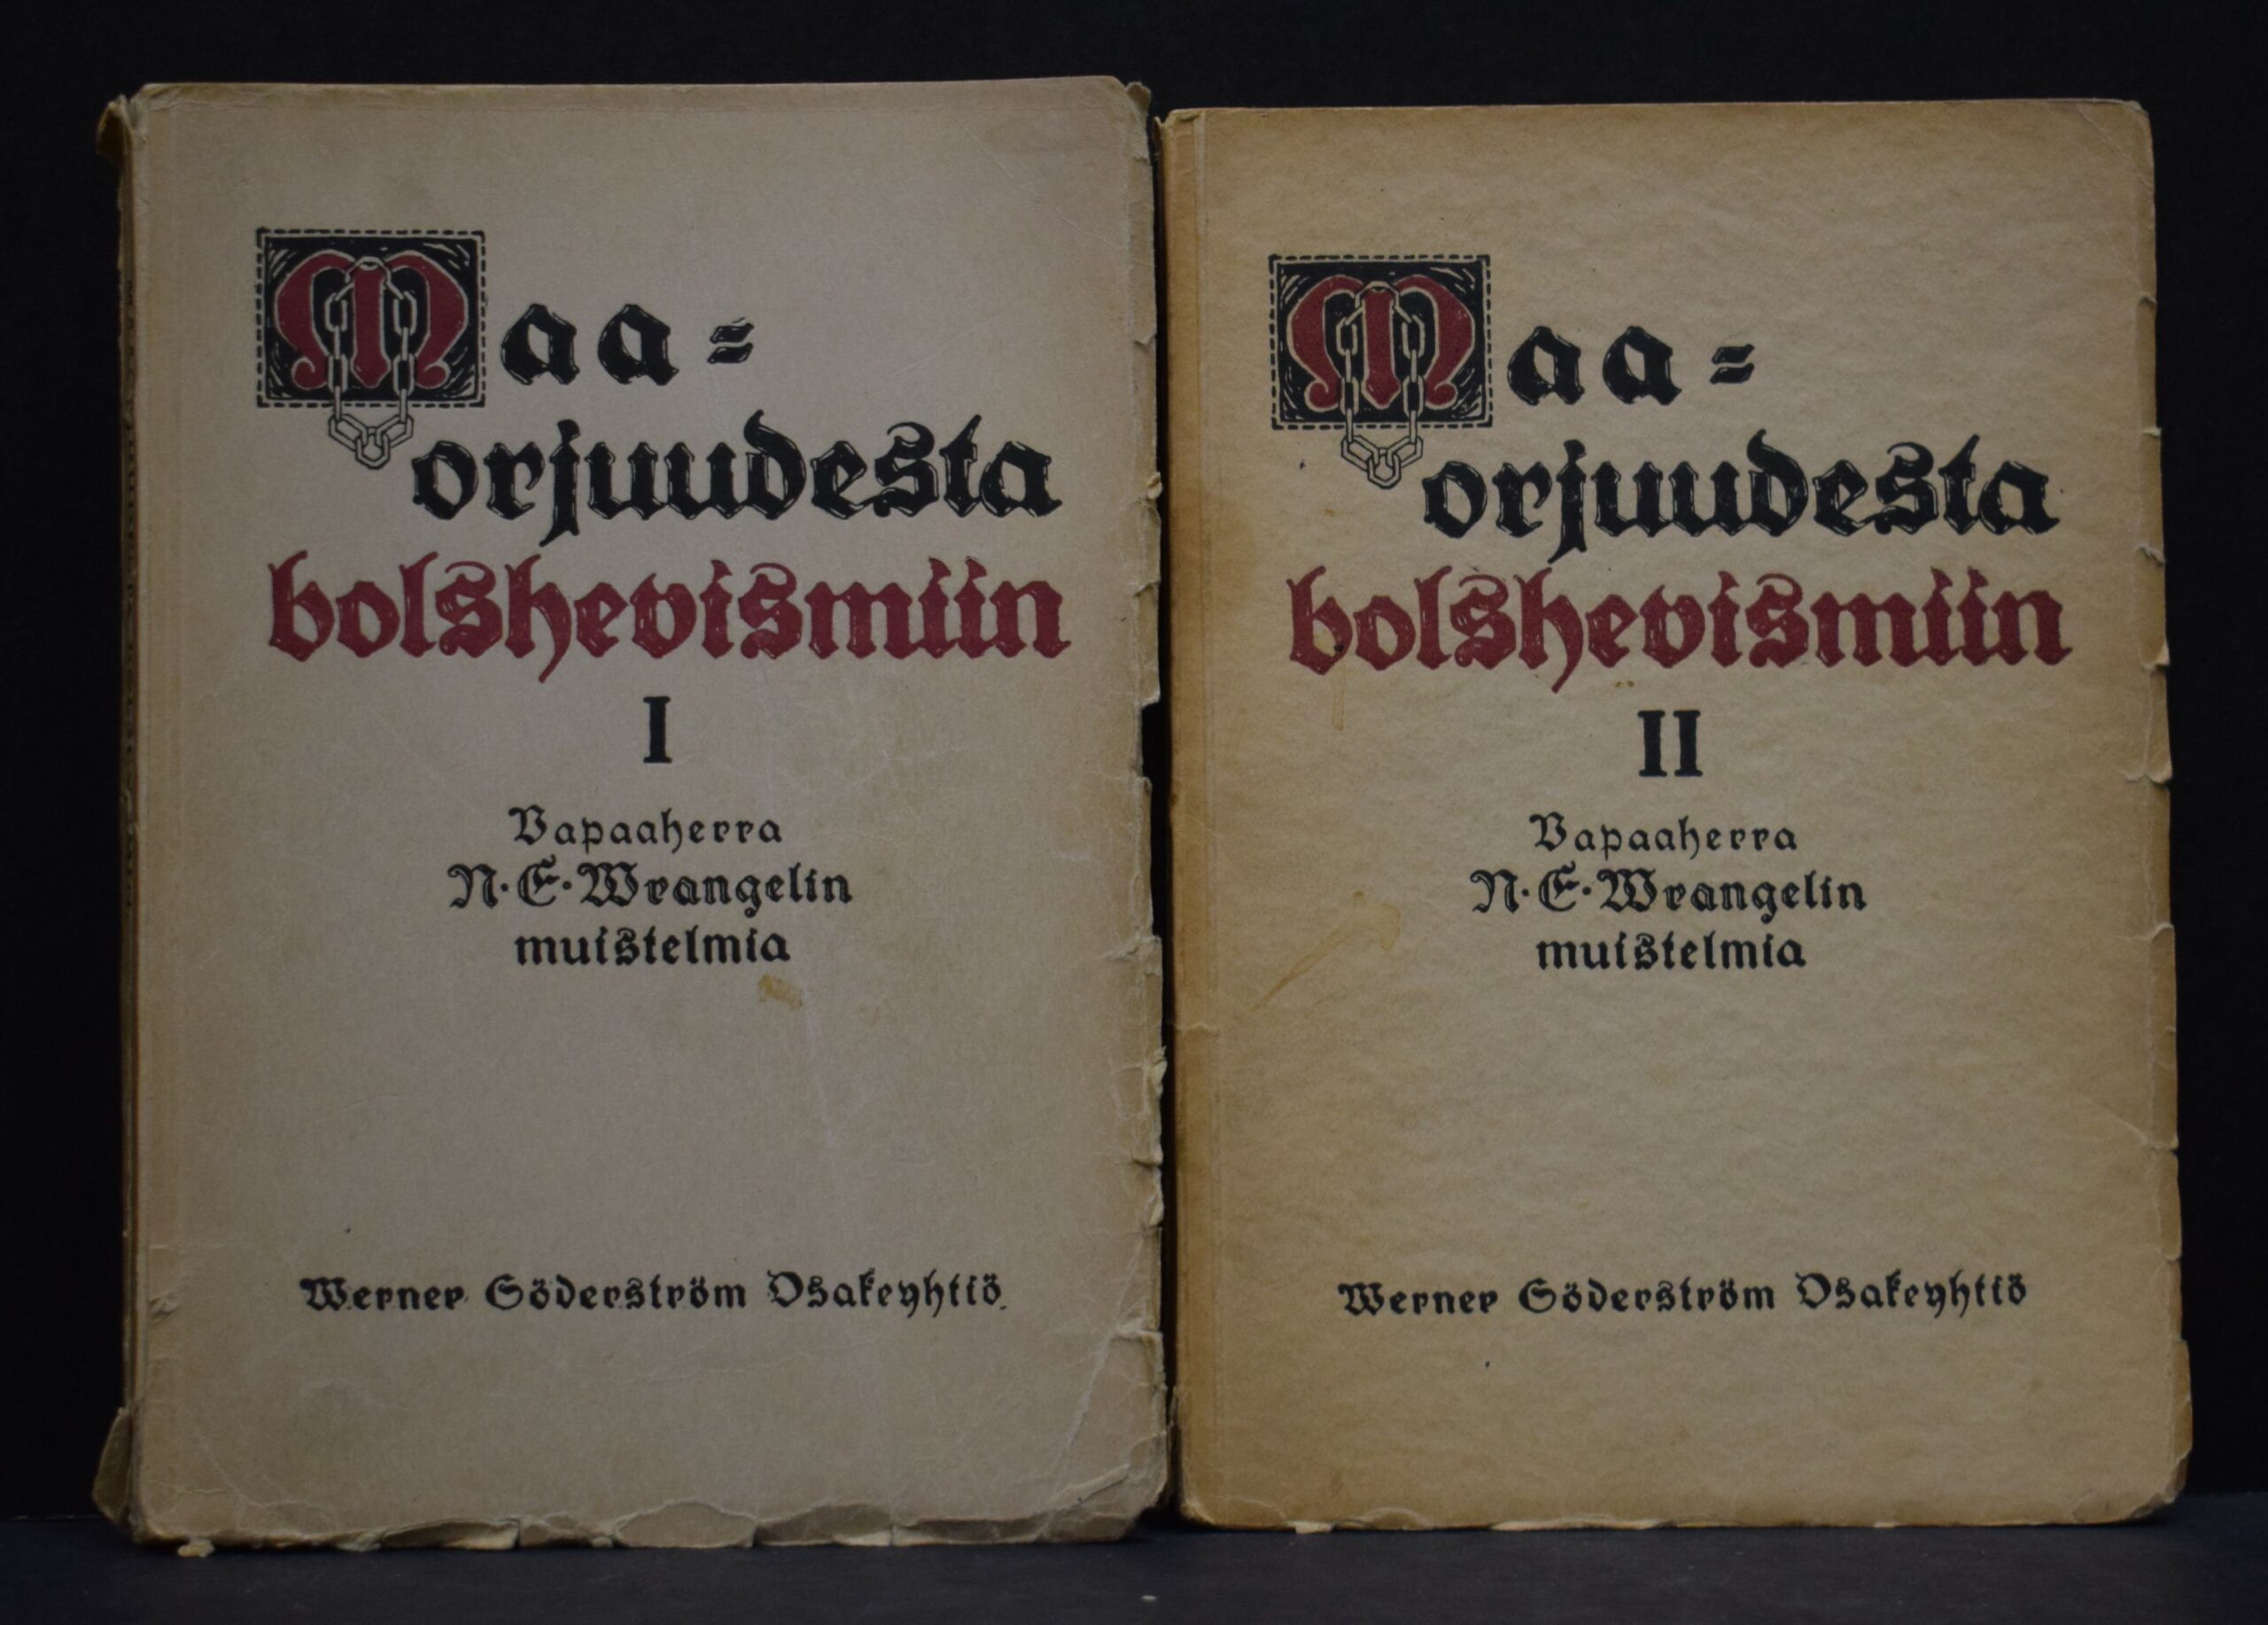 Maa=
orjuudesta
bolshevismiin
I
Vapaaherra
N. E. Wrangelin
muistelmia
Werner Söderström Osakeyhtiö
Maa=
orjuudesta
bolshevismiin
II
Vapaaherra
N. E. Wrangelin
muistelmia
Werner Söderström Osakeyhtiö